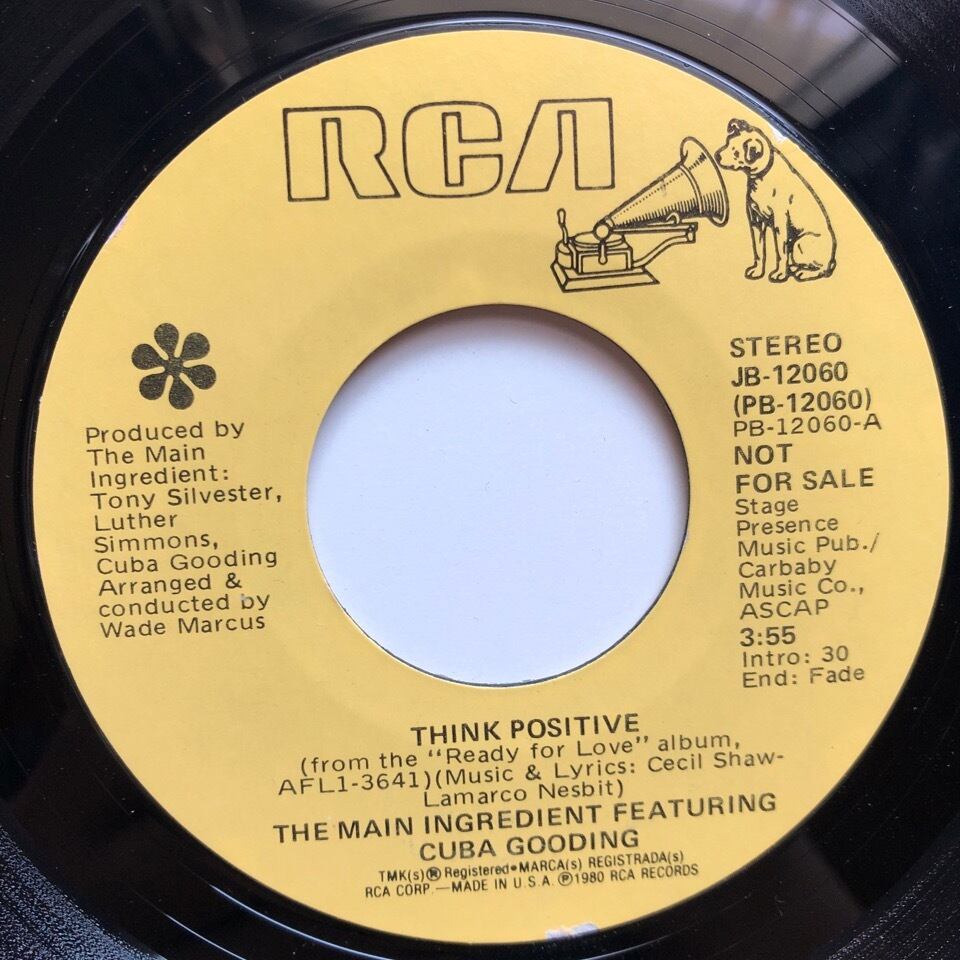 RCA
Produced by
The Main
Ingredient:
Tony Silvester,
Luther
Simmons,
Cuba Gooding
Arranged &
conducted by
Wade Marcus
STEREO
JB-12060
(PB-12060)
PB-12060-A
NOT
FOR SALE
Stage
Presence
Music Pub./
Carbaby
Music Co.,
ASCAP
3:55
Intro: 30
End: Fade
THINK POSITIVE
(from the "Ready for Love" album,
AFL1-3641)(Music & Lyrics: Cecil Shaw-
Lamarco Nesbit)
THE MAIN INGREDIENT FEATURING
CUBA GOODING
TMK(s) ® Registered • MARCA(s) REGISTRADA(s)
RCA CORP.—MADE IN U.S.A. ℗ 1980 RCA RECORDS